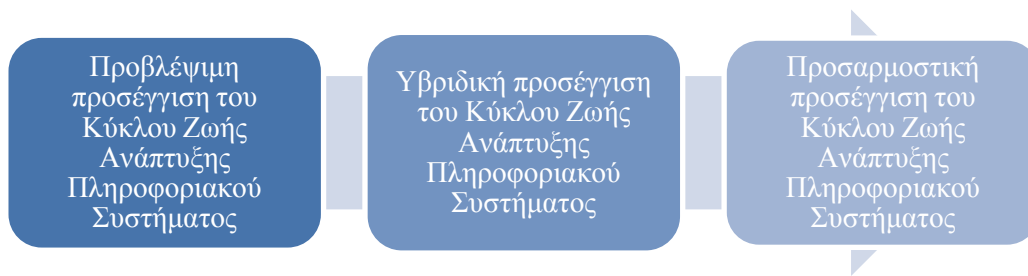 Προβλέψιμη
προσέγγιση του
Κύκλου Ζωής
Ανάπτυξης
Πληροφοριακού
Συστήματος
Υβριδική προσέγγιση
του Κύκλου Ζωής
Ανάπτυξης
Πληροφοριακού
Συστήματος
Προσαρμοστική
προσέγγιση του
Κύκλου Ζωής
Ανάπτυξης
Πληροφοριακού
Συστήματος